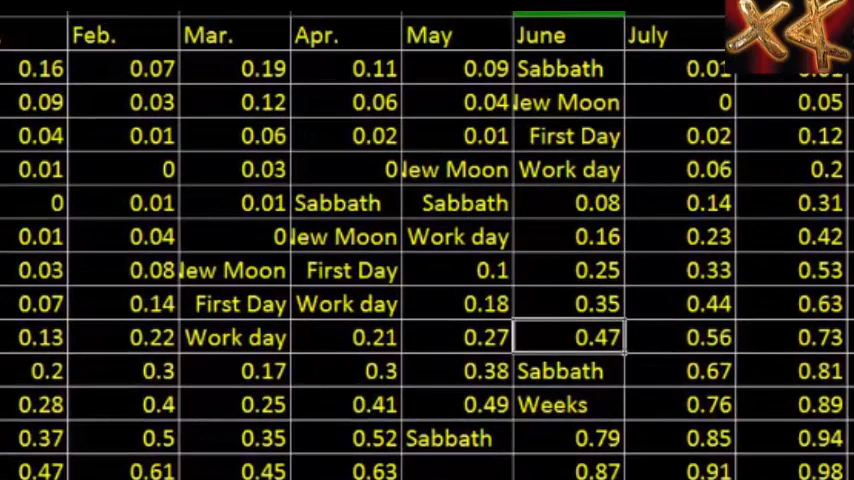 Feb. Mar. Apr. May June July
0.16 0.07 0.19 0.11 0.09 Sabbath 0.01
0.09 0.03 0.12 0.06 0.04 New Moon 0 0.05
0.04 0.01 0.06 0.02 0.01 First Day 0.02 0.12
0.01 0 0.03 0 New Moon Work day 0.06 0.2
0 0.01 0.01 Sabbath Sabbath 0.08 0.14 0.31
0.01 0.04 0 New Moon Work day 0.16 0.23 0.42
0.03 0.08 New Moon First Day 0.1 0.25 0.33 0.53
0.07 0.14 First Day Work day 0.18 0.35 0.44 0.63
0.13 0.22 Work day 0.21 0.27 0.47 0.56 0.73
0.2 0.3 0.17 0.3 0.38 Sabbath 0.67 0.81
0.28 0.4 0.25 0.41 0.49 Weeks 0.76 0.89
0.37 0.5 0.35 0.52 Sabbath 0.79 0.85 0.94
0.47 0.61 0.45 0.63 0.87 0.91 0.98